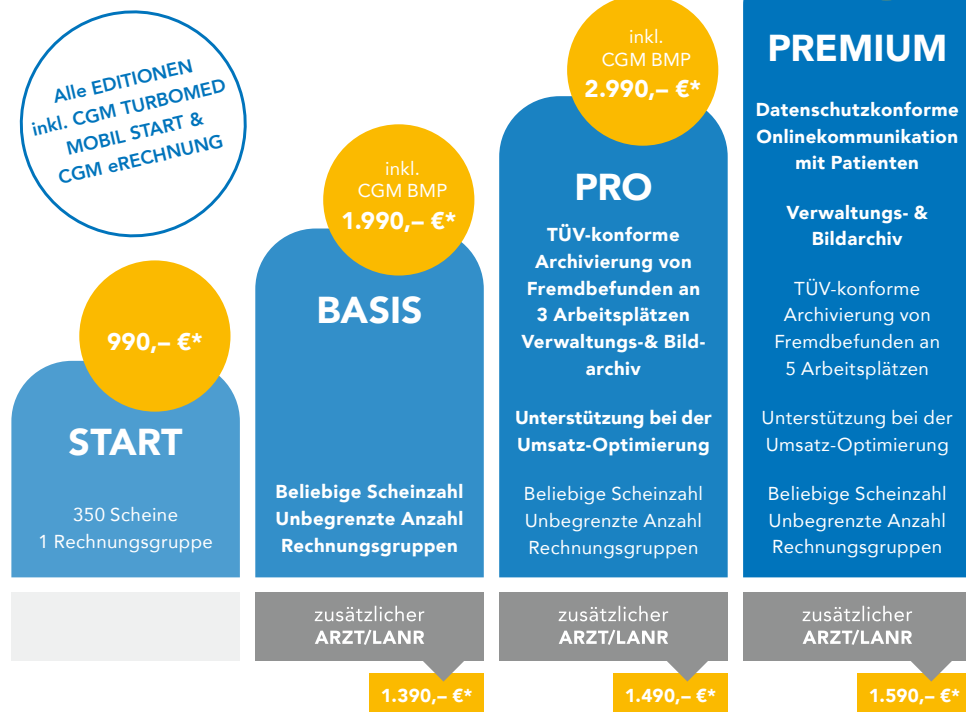 Alle EDITIONEN
inkl. CGM TURBOMED
MOBIL START &
CGM eRECHNUNG
990,– €*
START
350 Scheine
1 Rechnungsgruppe
inkl.
CGM BMP
1.990,– €*
BASIS
Beliebige Scheinzahl
Unbegrenzte Anzahl
Rechnungsgruppen
zusätzlicher
ARZT/LANR
1.390,– €*
inkl.
CGM BMP
2.990,– €*
PRO
TÜV-konforme
Archivierung von
Fremdbefunden an
3 Arbeitsplätzen
Verwaltungs-& Bild-
archiv
Unterstützung bei der
Umsatz-Optimierung
Beliebige Scheinzahl
Unbegrenzte Anzahl
Rechnungsgruppen
zusätzlicher
ARZT/LANR
1.490,– €*
PREMIUM
Datenschutzkonforme
Onlinekommunikation
mit Patienten
Verwaltungs- &
Bildarchiv
TÜV-konforme
Archivierung von
Fremdbefunden an
5 Arbeitsplätzen
Unterstützung bei der
Umsatz-Optimierung
Beliebige Scheinzahl
Unbegrenzte Anzahl
Rechnungsgruppen
zusätzlicher
ARZT/LANR
1.590,– €*